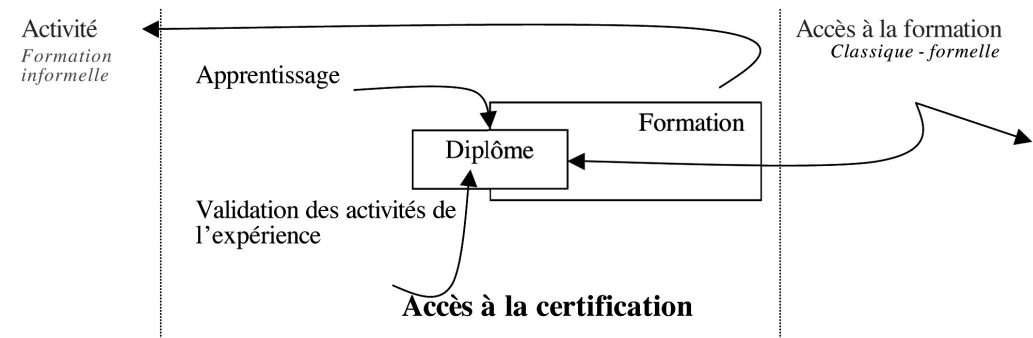 Activité
Formation
informelle
Accès à la formation
Classique - formelle
Apprentissage
Formation
Diplôme
Validation des activités de
l’expérience
Accès à la certification